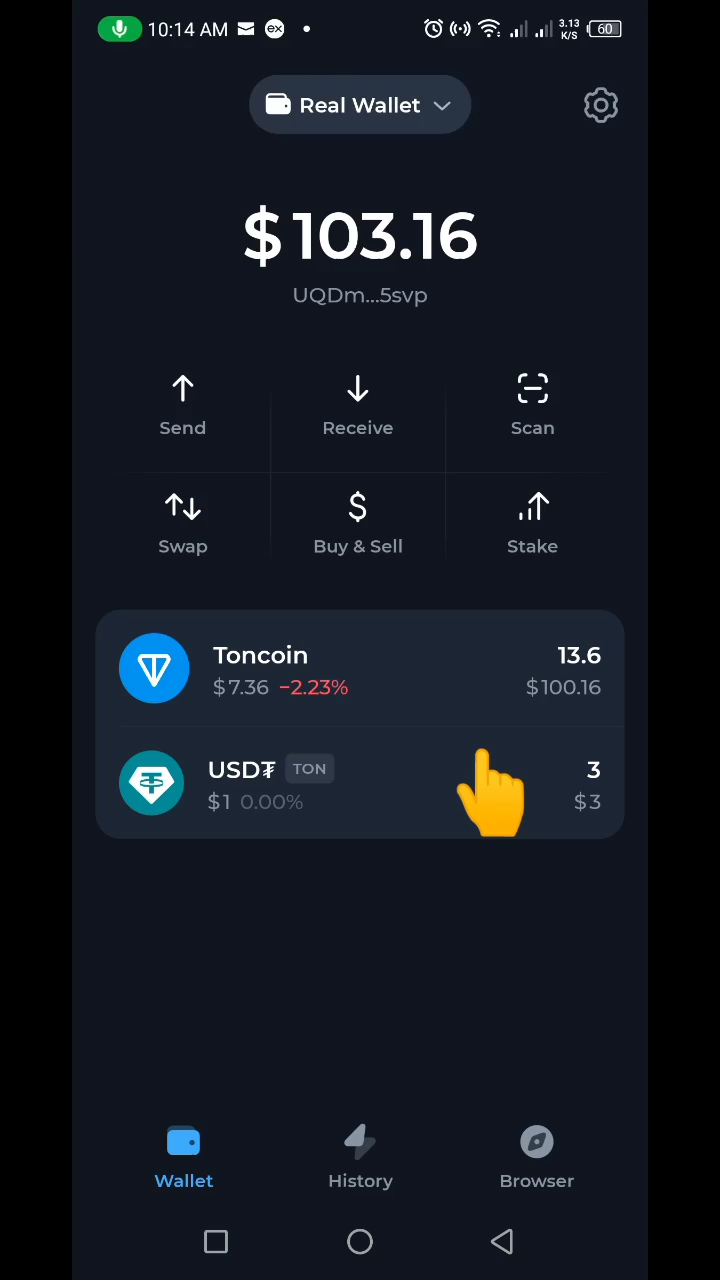 10:14 AM ex 3.13 K/S 60
Real Wallet
$103.16
UQDm...5svp
Send Receive Scan
Swap Buy & Sell Stake
Toncoin 13.6
$7.36 −2.23% $100.16
USD₮ TON 3
$1 0.00% $3
Wallet History Browser